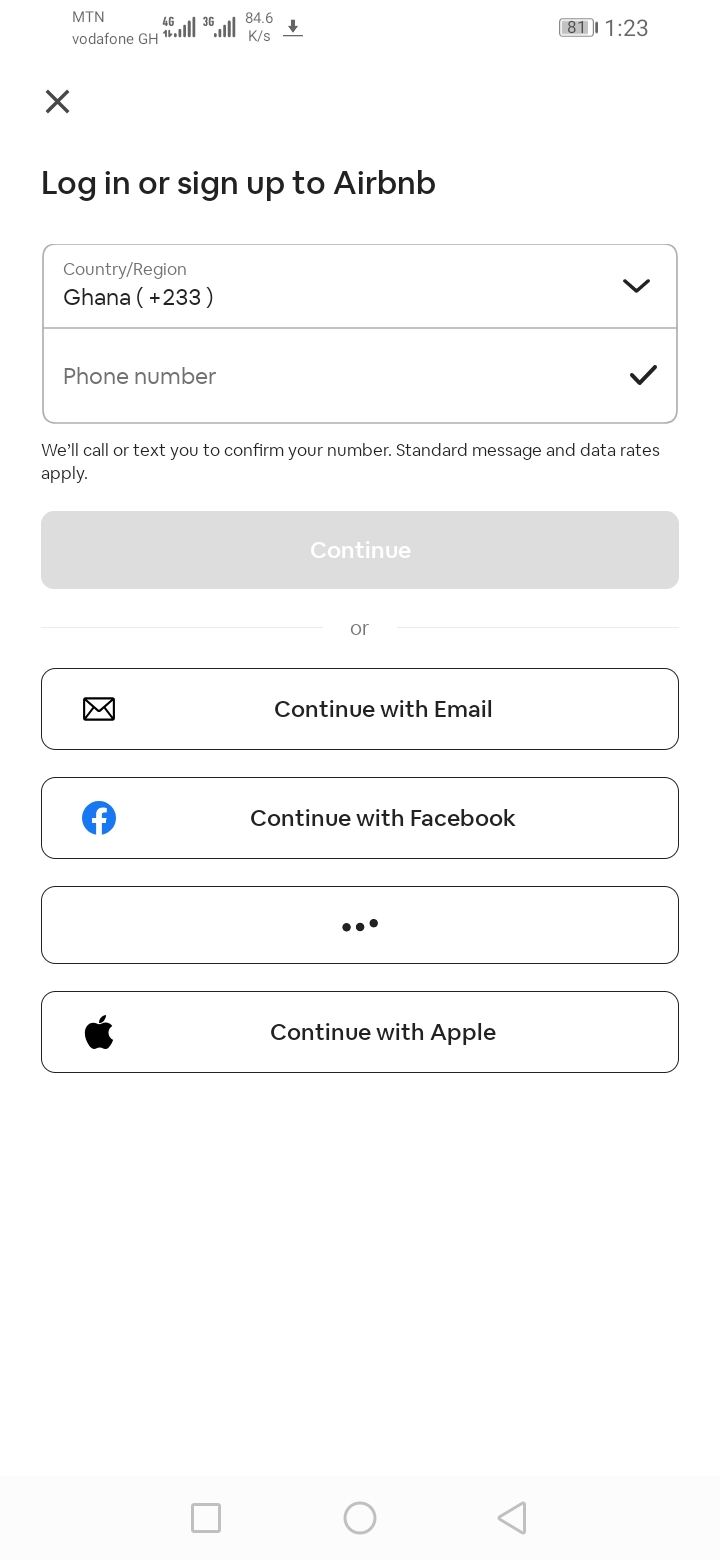 MTN
vodafone GH
4G
3G
84.6
K/s
81
1:23
Log in or sign up to Airbnb
Country/Region
Ghana ( +233 )
Phone number
We’ll call or text you to confirm your number. Standard message and data rates
apply.
Continue
or
Continue with Email
Continue with Facebook
Continue with Apple